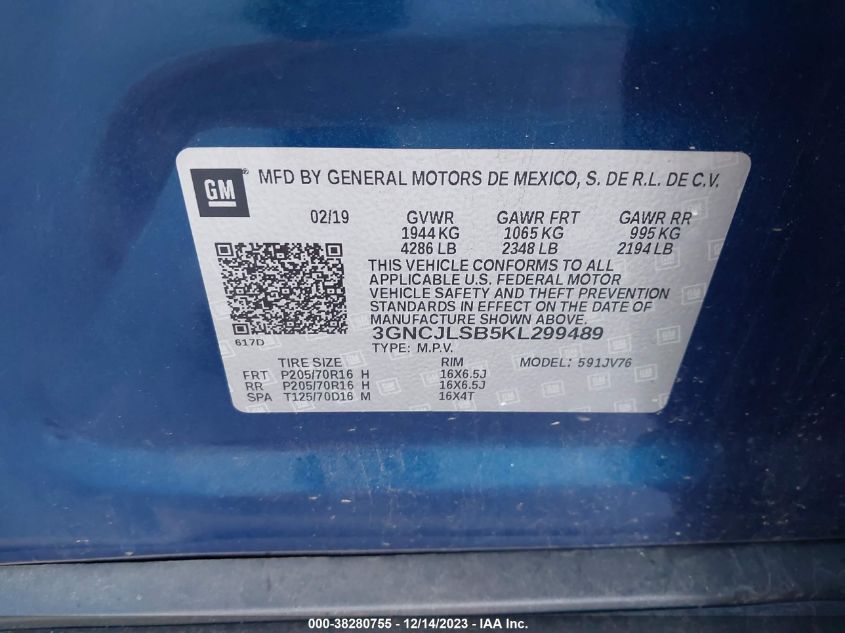 GM ® MFD BY GENERAL MOTORS DE MEXICO, S. DE R.L. DE C.V.
02/19 GVWR GAWR FRT GAWR RR
1944 KG 1065 KG 995 KG
4286 LB 2348 LB 2194 LB
THIS VEHICLE CONFORMS TO ALL
APPLICABLE U.S. FEDERAL MOTOR
VEHICLE SAFETY AND THEFT PREVENTION
STANDARDS IN EFFECT ON THE DATE OF
MANUFACTURE SHOWN ABOVE.
3GNCJLSB5KL299489
617D TYPE: M.P.V.
TIRE SIZE RIM MODEL: 591JV76
FRT P205/70R16 H 16X6.5J
RR P205/70R16 H 16X6.5J
SPA T125/70D16 M 16X4T
000-38280755 - 12/14/2023 - IAA Inc.